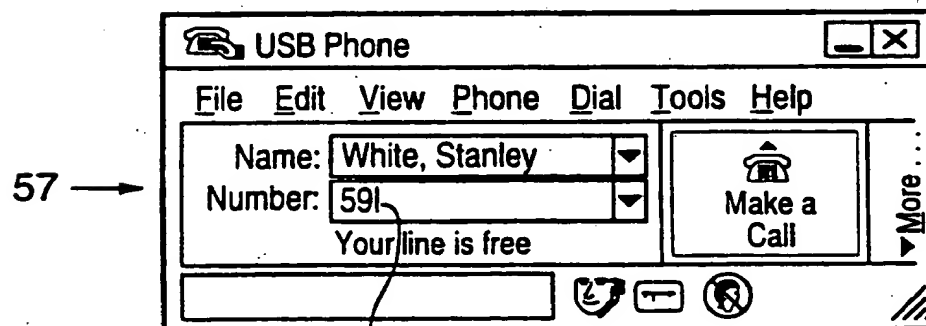 USB Phone
File Edit View Phone Dial Tools Help
Name: White, Stanley
Number: 59|
Your line is free
Make a
Call
More...
57